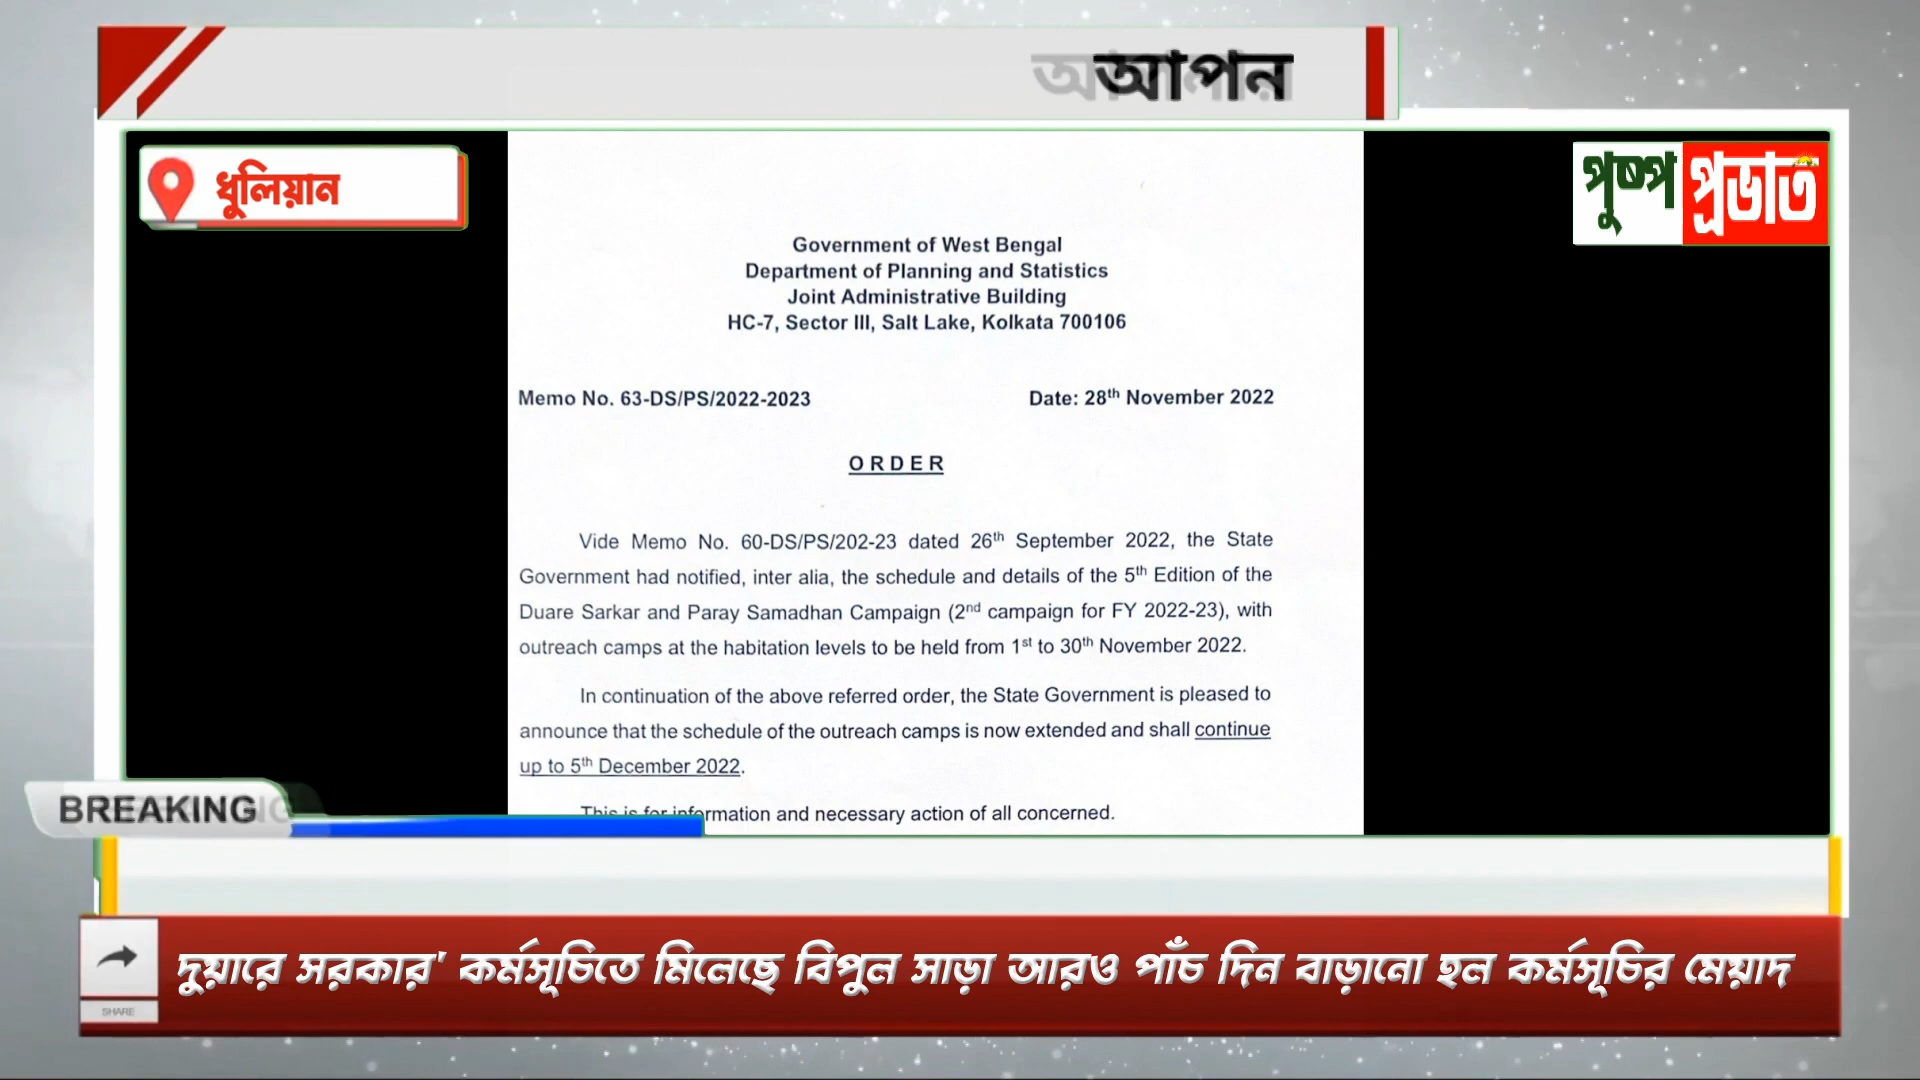 আপন
ধুলিয়ান
পুষ্প প্রভাত
Government of West Bengal
Department of Planning and Statistics
Joint Administrative Building
HC-7, Sector III, Salt Lake, Kolkata 700106
Memo No. 63-DS/PS/2022-2023 Date: 28th November 2022
ORDER
Vide Memo No. 60-DS/PS/202-23 dated 26th September 2022, the State
Government had notified, inter alia, the schedule and details of the 5th Edition of the
Duare Sarkar and Paray Samadhan Campaign (2nd campaign for FY 2022-23), with
outreach camps at the habitation levels to be held from 1st to 30th November 2022.
In continuation of the above referred order, the State Government is pleased to
announce that the schedule of the outreach camps is now extended and shall continue
up to 5th December 2022.
This is for information and necessary action of all concerned.
BREAKING
দুয়ারে সরকার' কর্মসূচিতে মিলেছে বিপুল সাড়া আরও পাঁচ দিন বাড়ানো হল কর্মসূচির মেয়াদ
SHARE